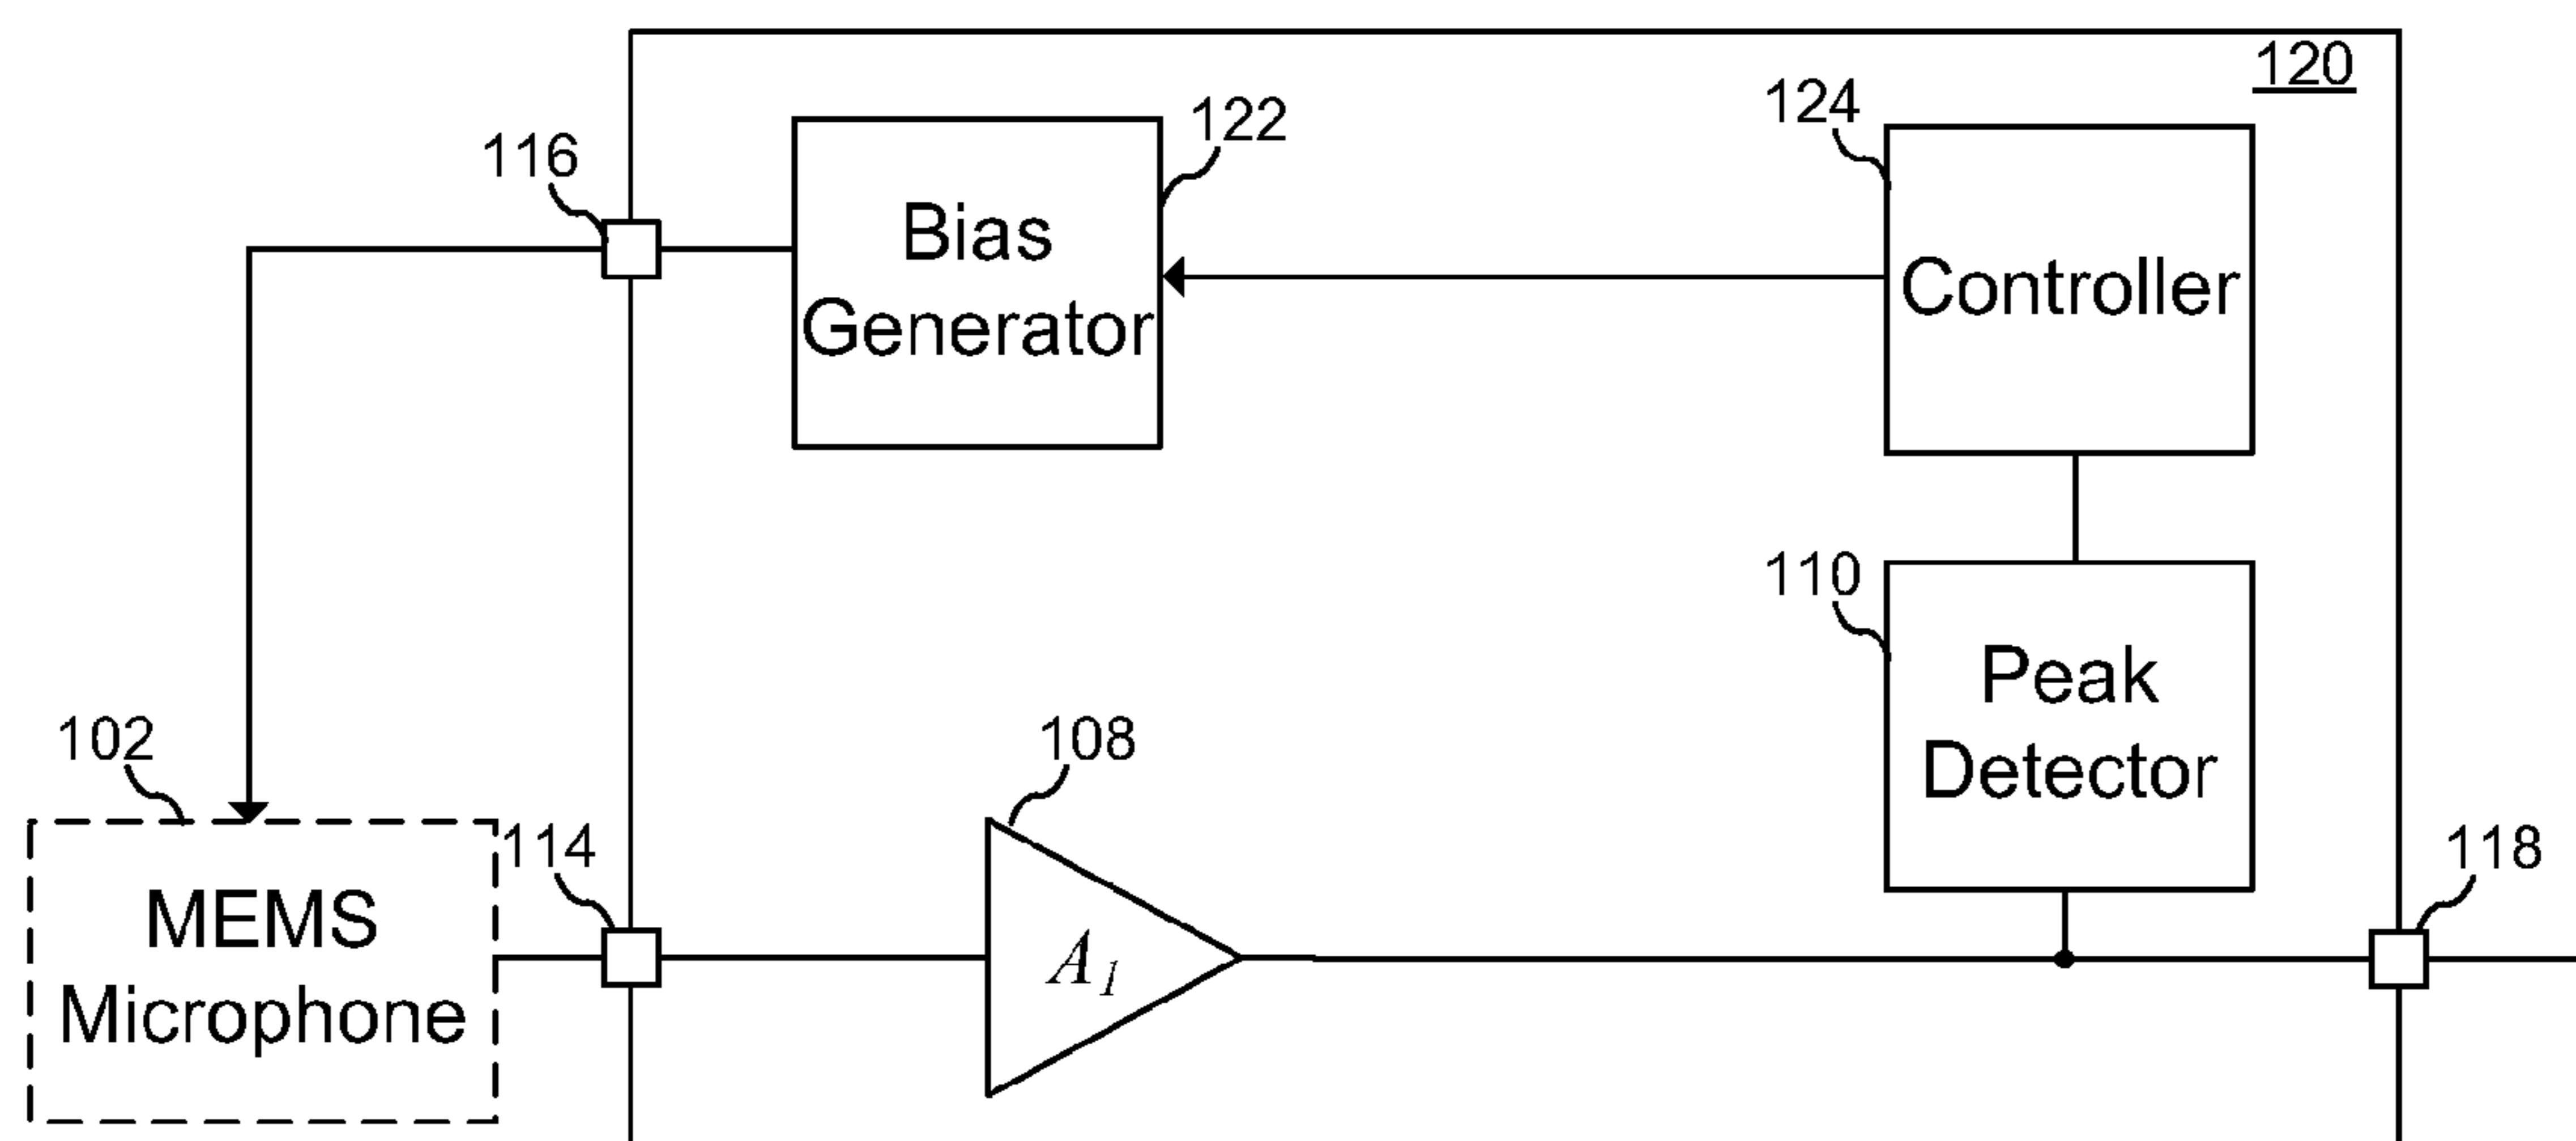 120
124
122
116
Bias
Generator
Controller
110
Peak
Detector
102
108
114
118
MEMS
Microphone
A1